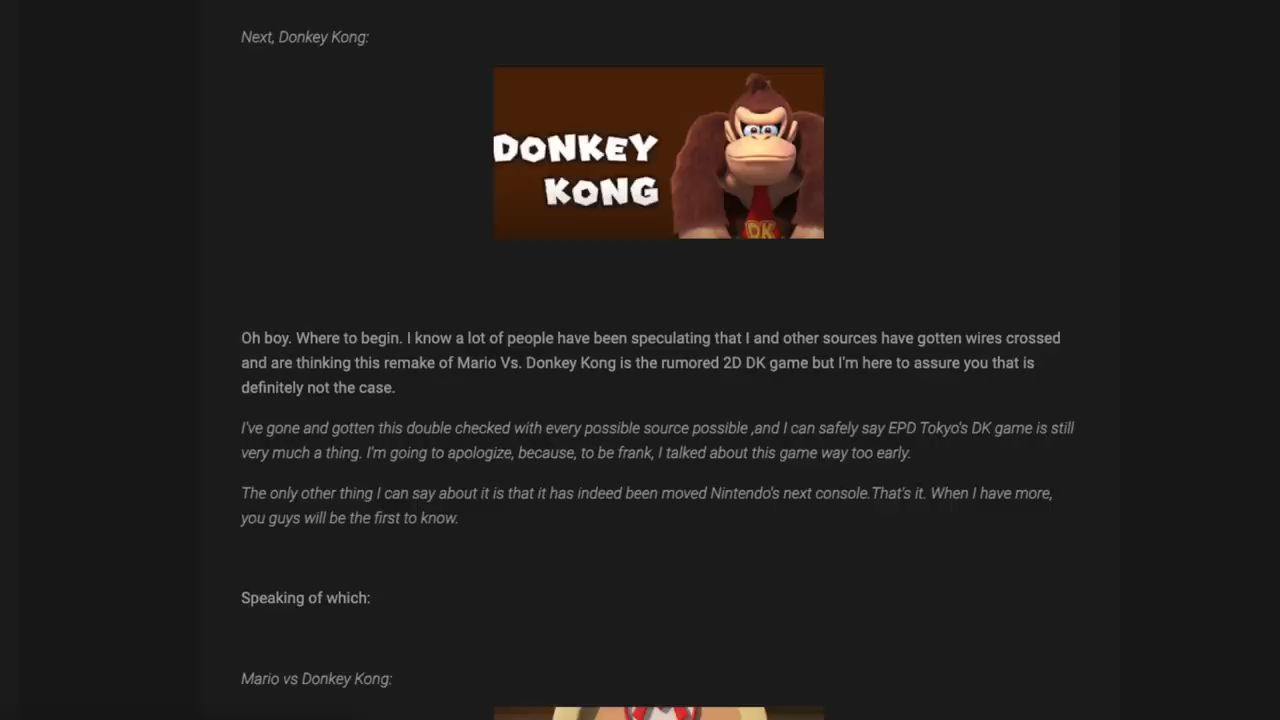 Next, Donkey Kong:
DONKEY
KONG
DK
Oh boy. Where to begin. I know a lot of people have been speculating that I and other sources have gotten wires crossed
and are thinking this remake of Mario Vs. Donkey Kong is the rumored 2D DK game but I'm here to assure you that is
definitely not the case.
I've gone and gotten this double checked with every possible source possible ,and I can safely say EPD Tokyo's DK game is still
very much a thing. I'm going to apologize, because, to be frank, I talked about this game way too early.
The only other thing I can say about it is that it has indeed been moved Nintendo's next console.That's it. When I have more,
you guys will be the first to know.
Speaking of which:
Mario vs Donkey Kong: